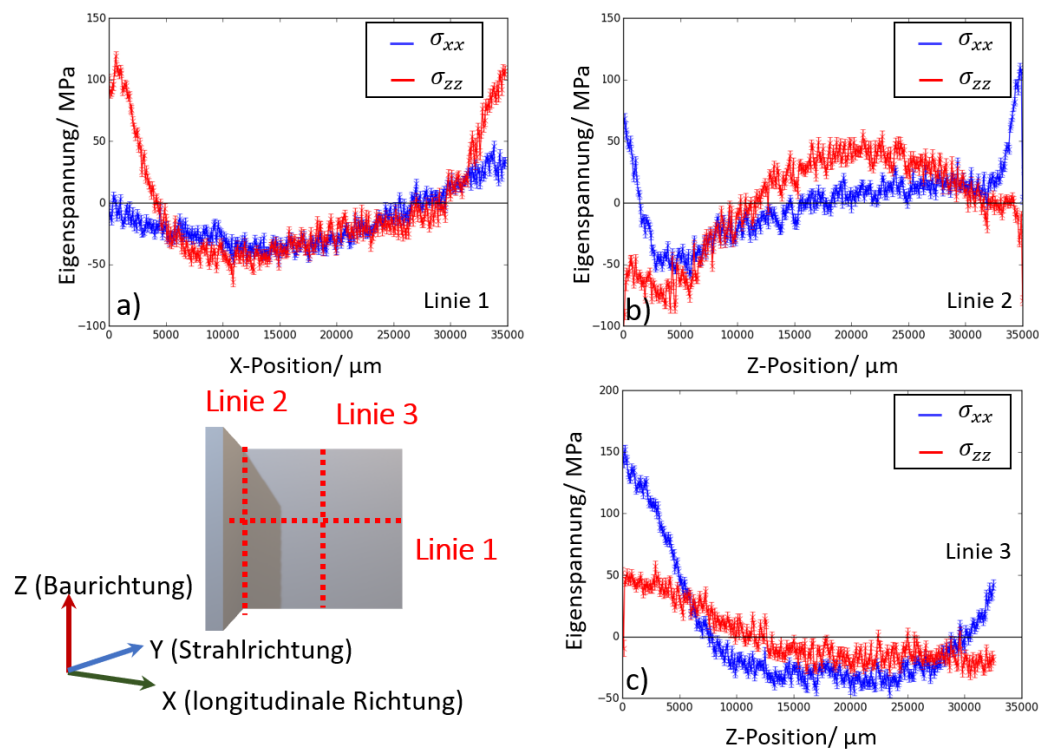 150
100
50
0
−50
−100
0
5000
10000
15000
20000
25000
30000
35000
σxx
σzz
Eigenspannung/ MPa
a)
Linie 1
X-Position/ μm
150
100
50
0
−50
−100
0
5000
10000
15000
20000
25000
30000
35000
σxx
σzz
Eigenspannung/ MPa
b)
Linie 2
Z-Position/ μm
Linie 2
Linie 3
Linie 1
Z (Baurichtung)
Y (Strahlrichtung)
X (longitudinale Richtung)
200
150
100
50
0
−50
0
5000
10000
15000
20000
25000
30000
35000
σxx
σzz
Eigenspannung/ MPa
Linie 3
c)
Z-Position/ μm